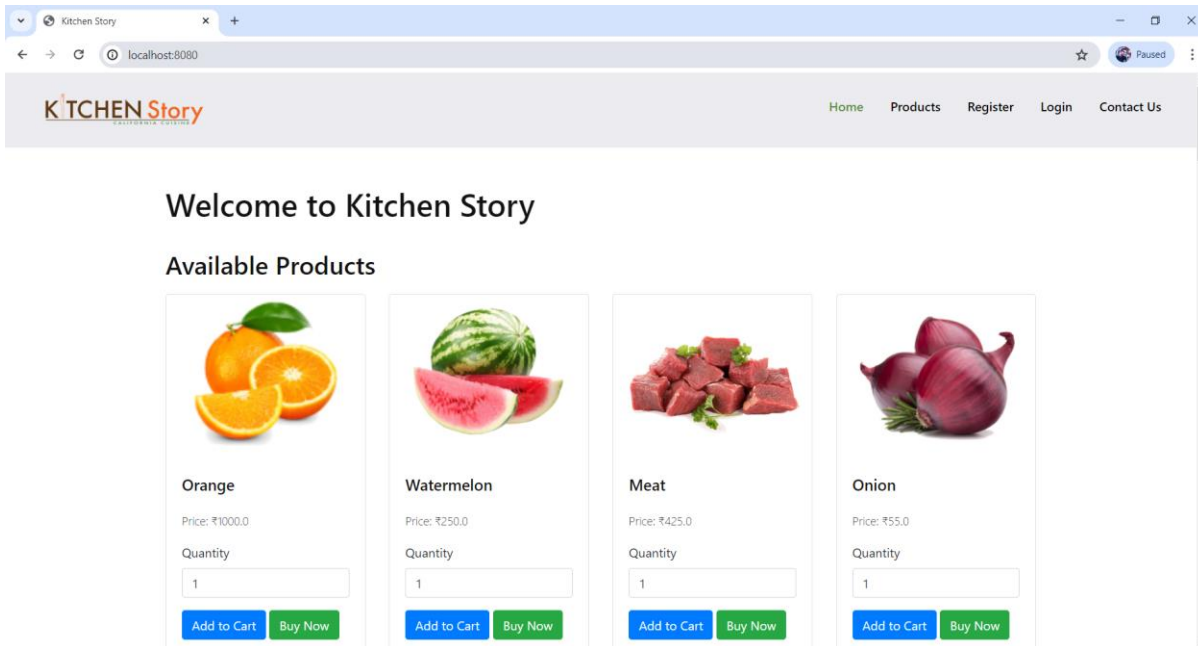 Kitchen Story
localhost:8080
Paused
KITCHEN Story
CALIFORNIA CUISINE
Home Products Register Login Contact Us
Welcome to Kitchen Story
Available Products
Orange
Price: ₹1000.0
Quantity
1
Add to Cart Buy Now
Watermelon
Price: ₹250.0
Quantity
1
Add to Cart Buy Now
Meat
Price: ₹425.0
Quantity
1
Add to Cart Buy Now
Onion
Price: ₹55.0
Quantity
1
Add to Cart Buy Now